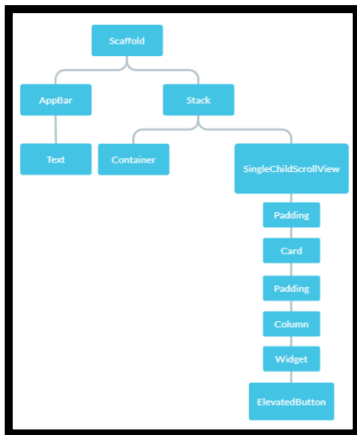 Scaffold
AppBar
Stack
Text
Container
SingleChildScrollView
Padding
Card
Padding
Column
Widget
ElevatedButton